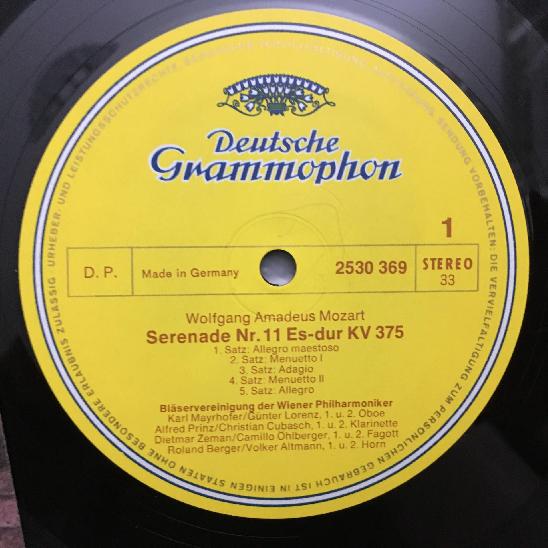 Deutsche
Grammophon
1
D. P.
Made in Germany
2530 369
STEREO
33
Wolfgang Amadeus Mozart
Serenade Nr. 11 Es-dur KV 375
1. Satz: Allegro maestoso
2. Satz: Menuetto I
3. Satz: Adagio
4. Satz: Menuetto II
5. Satz: Allegro
Bläservereinigung der Wiener Philharmoniker
Karl Mayrhofer/Günter Lorenz, 1. u. 2. Oboe
Alfred Prinz/Christian Cubasch, 1. u. 2. Klarinette
Dietmar Zeman/Camillo Öhlberger, 1. u. 2. Fagott
Roland Berger/Volker Altmann, 1. u. 2. Horn
URHEBER- UND LEISTUNGSSCHUTZRECHTE, SENDUNG VORBEHALTEN: DIE VERVIELFÄLTIGUNG ZUM PERSÖNLICHEN GEBRAUCH IST IN EINIGEN STAATEN OHNE BESONDERE ERLAUBNIS ZULÄSSIG